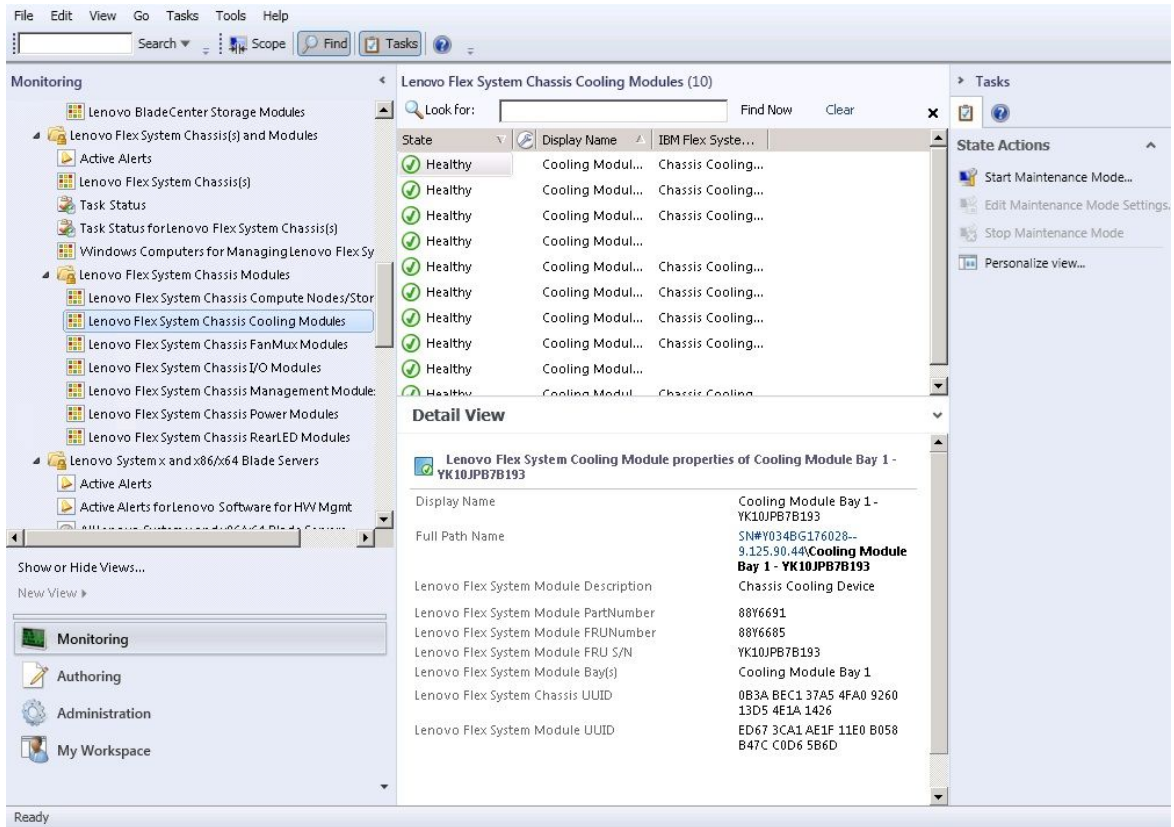 File Edit View Go Tasks Tools Help
Search Scope Find Tasks
Monitoring
Lenovo BladeCenter Storage Modules
Lenovo Flex System Chassis(s) and Modules
Active Alerts
Lenovo Flex System Chassis(s)
Task Status
Task Status for Lenovo Flex System Chassis(s)
Windows Computers for Managing Lenovo Flex Sy
Lenovo Flex System Chassis Modules
Lenovo Flex System Chassis Compute Nodes/Stor
Lenovo Flex System Chassis Cooling Modules
Lenovo Flex System Chassis FanMux Modules
Lenovo Flex System Chassis I/O Modules
Lenovo Flex System Chassis Management Module
Lenovo Flex System Chassis Power Modules
Lenovo Flex System Chassis RearLED Modules
Lenovo System x and x86/x64 Blade Servers
Active Alerts
Active Alerts for Lenovo Software for HW Mgmt
Show or Hide Views...
New View
Monitoring
Authoring
Administration
My Workspace
Lenovo Flex System Chassis Cooling Modules (10)
Look for: Find Now Clear
State Display Name IBM Flex Syste...
Healthy Cooling Modul... Chassis Cooling...
Healthy Cooling Modul... Chassis Cooling...
Healthy Cooling Modul... Chassis Cooling...
Healthy Cooling Modul...
Healthy Cooling Modul... Chassis Cooling...
Healthy Cooling Modul... Chassis Cooling...
Healthy Cooling Modul... Chassis Cooling...
Healthy Cooling Modul... Chassis Cooling...
Healthy Cooling Modul...
Healthy Cooling Modul Chassis Cooling
Detail View
Lenovo Flex System Cooling Module properties of Cooling Module Bay 1 -
YK10JPB7B193
Display Name Cooling Module Bay 1 -
YK10JPB7B193
Full Path Name SN#Y034BG176028--
9.125.90.44\Cooling Module
Bay 1 - YK10JPB7B193
Lenovo Flex System Module Description Chassis Cooling Device
Lenovo Flex System Module PartNumber 88Y6691
Lenovo Flex System Module FRUNumber 88Y6685
Lenovo Flex System Module FRU S/N YK10JPB7B193
Lenovo Flex System Module Bay(s) Cooling Module Bay 1
Lenovo Flex System Chassis UUID 0B3A BEC1 37A5 4FA0 9260
13D5 4E1A 1426
Lenovo Flex System Module UUID ED67 3CA1 AE1F 11E0 B058
B47C C0D6 5B6D
Tasks
State Actions
Start Maintenance Mode...
Edit Maintenance Mode Settings.
Stop Maintenance Mode
Personalize view...
Ready